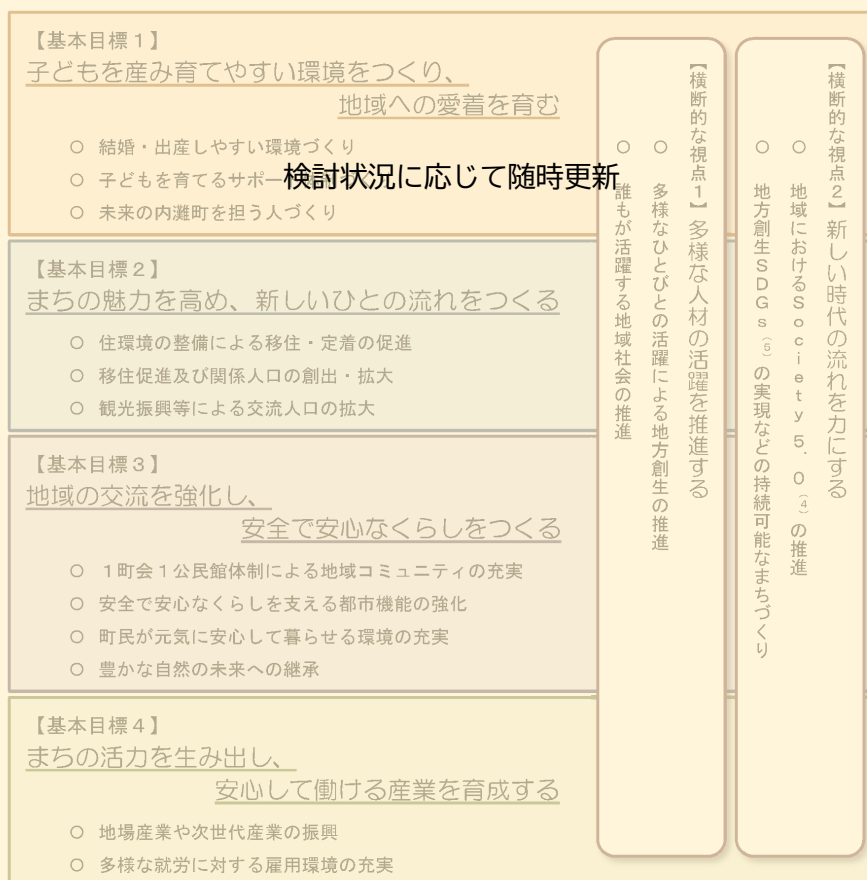 【基本目標１】
子どもを産み育てやすい環境をつくり、
地域への愛着を育む
○ 結婚・出産しやすい環境づくり
○ 子どもを育てるサポー
○ 未来の内灘町を担う人づくり
検討状況に応じて随時更新
【基本目標２】
まちの魅力を高め、新しいひとの流れをつくる
○ 住環境の整備による移住・定着の促進
○ 移住促進及び関係人口の創出・拡大
○ 観光振興等による交流人口の拡大
【基本目標３】
地域の交流を強化し、
安全で安心なくらしをつくる
○ １町会１公民館体制による地域コミュニティの充実
○ 安全で安心なくらしを支える都市機能の強化
○ 町民が元気に安心して暮らせる環境の充実
○ 豊かな自然の未来への継承
【基本目標４】
まちの活力を生み出し、
安心して働ける産業を育成する
○ 地場産業や次世代産業の振興
○ 多様な就労に対する雇用環境の充実
【横断的な視点１】多様な人材の活躍を推進する
○ 多様なひとびとの活躍による地方創生の推進
○ 誰もが活躍する地域社会の推進
【横断的な視点２】新しい時代の流れを力にする
○ 地域におけるSociety 5.0（4）の推進
○ 地方創生SDGs（5）の実現などの持続可能なまちづくり